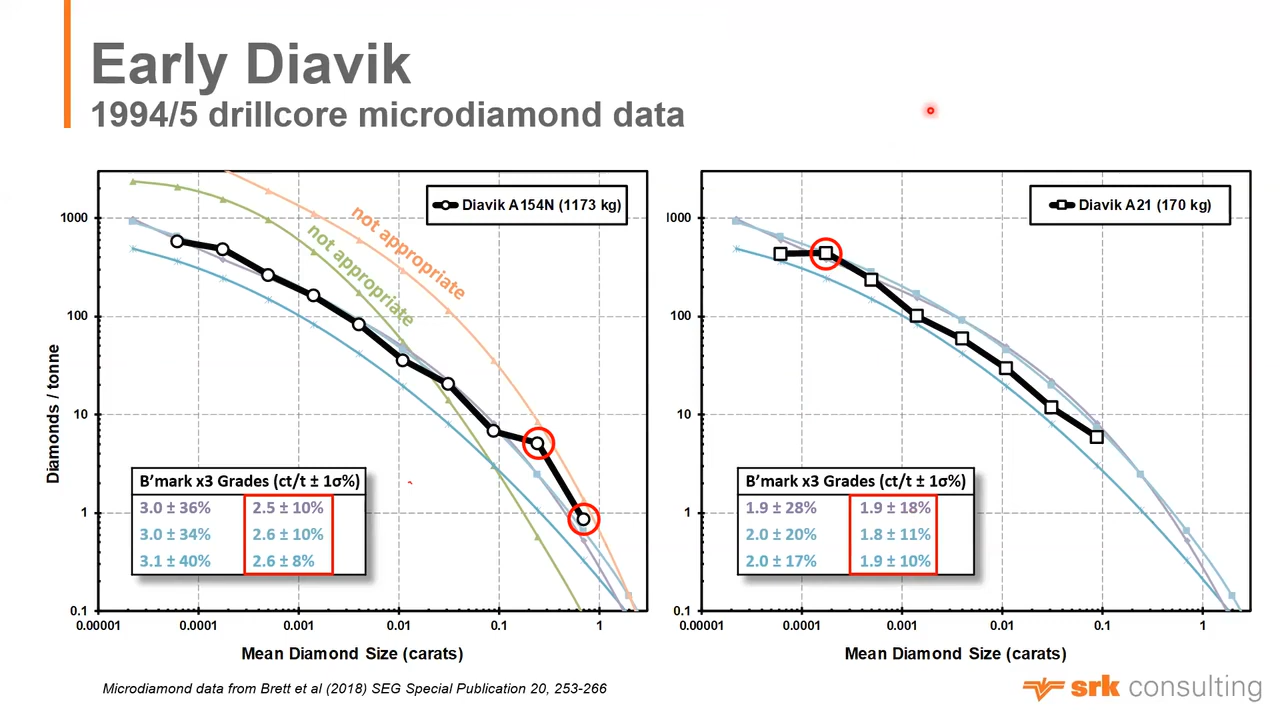 Early Diavik
1994/5 drillcore microdiamond data
Diamonds / tonne
1000
100
10
1
0.1
0.00001
0.0001
0.001
0.01
0.1
1
Mean Diamond Size (carats)
Diavik A154N (1173 kg)
not appropriate
not appropriate
B'mark x3 Grades (ct/t ± 1σ%)
3.0 ± 36% 2.5 ± 10%
3.0 ± 34% 2.6 ± 10%
3.1 ± 40% 2.6 ± 8%
1000
100
10
1
0.1
0.00001
0.0001
0.001
0.01
0.1
1
Mean Diamond Size (carats)
Diavik A21 (170 kg)
B'mark x3 Grades (ct/t ± 1σ%)
1.9 ± 28% 1.9 ± 18%
2.0 ± 20% 1.8 ± 11%
2.0 ± 17% 1.9 ± 10%
Microdiamond data from Brett et al (2018) SEG Special Publication 20, 253-266
srk consulting